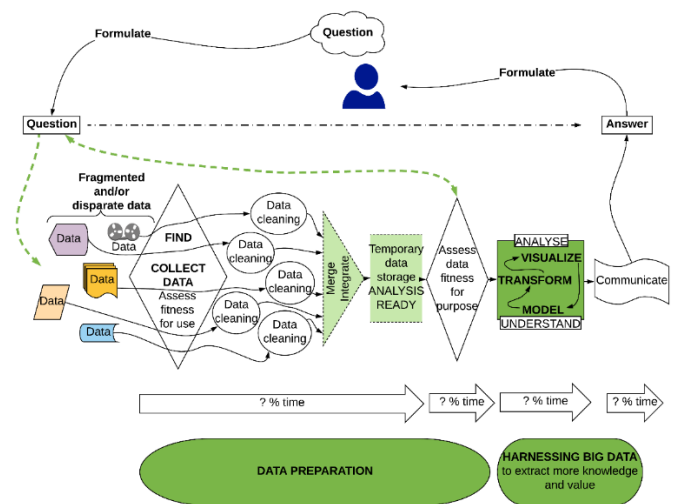 Question
Formulate
Formulate
Question
Answer
Fragmented
and/or
disparate data
Data
Data
Data
Data
Data
FIND
COLLECT
DATA
Assess
fitness
for use
Data
cleaning
Data
cleaning
Data
cleaning
Data
cleaning
Data
cleaning
Merge
Integrate
Temporary
data
storage
ANALYSIS
READY
Assess
data
fitness
for
purpose
ANALYSE
VISUALIZE
TRANSFORM
MODEL
UNDERSTAND
Communicate
? % time
? % time
? % time
? % time
DATA PREPARATION
HARNESSING BIG DATA
to extract more knowledge
and value